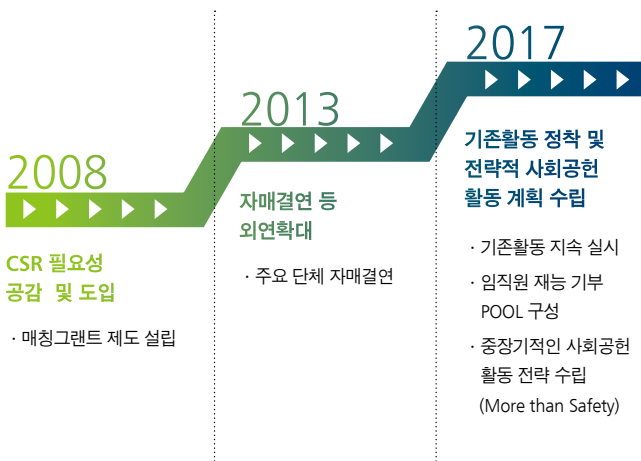 2008
CSR 필요성
공감 및 도입
· 매칭그랜트 제도 설립
2013
자매결연 등
외연확대
· 주요 단체 자매결연
2017
기존활동 정착 및
전략적 사회공헌
활동 계획 수립
· 기존활동 지속 실시
· 임직원 재능 기부
POOL 구성
· 중장기적인 사회공헌
활동 전략 수립
(More than Safety)